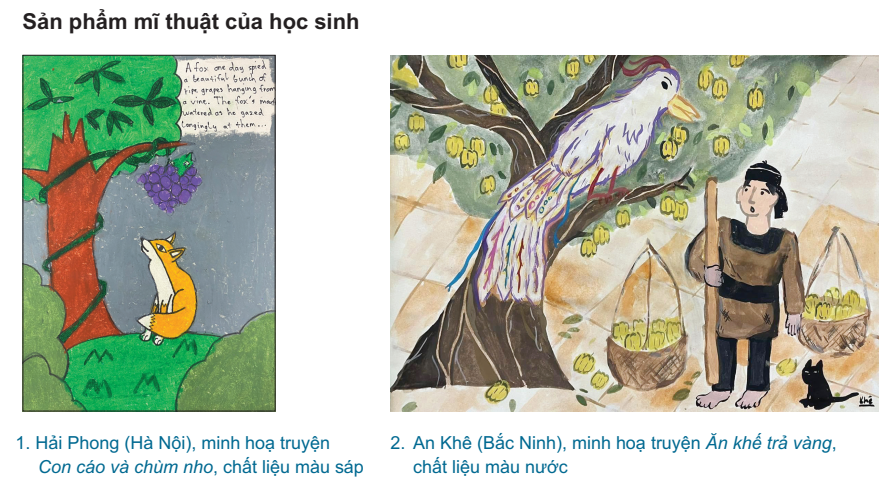 Sản phẩm mĩ thuật của học sinh
A fox one day spied
a beautiful bunch of
ripe grapes hanging from
a vine. The fox's mouth
watered as he gazed
longingly at them...
Khê
1. Hải Phong (Hà Nội), minh hoạ truyện
Con cáo và chùm nho, chất liệu màu sáp
2. An Khê (Bắc Ninh), minh hoạ truyện Ăn khế trả vàng,
chất liệu màu nước